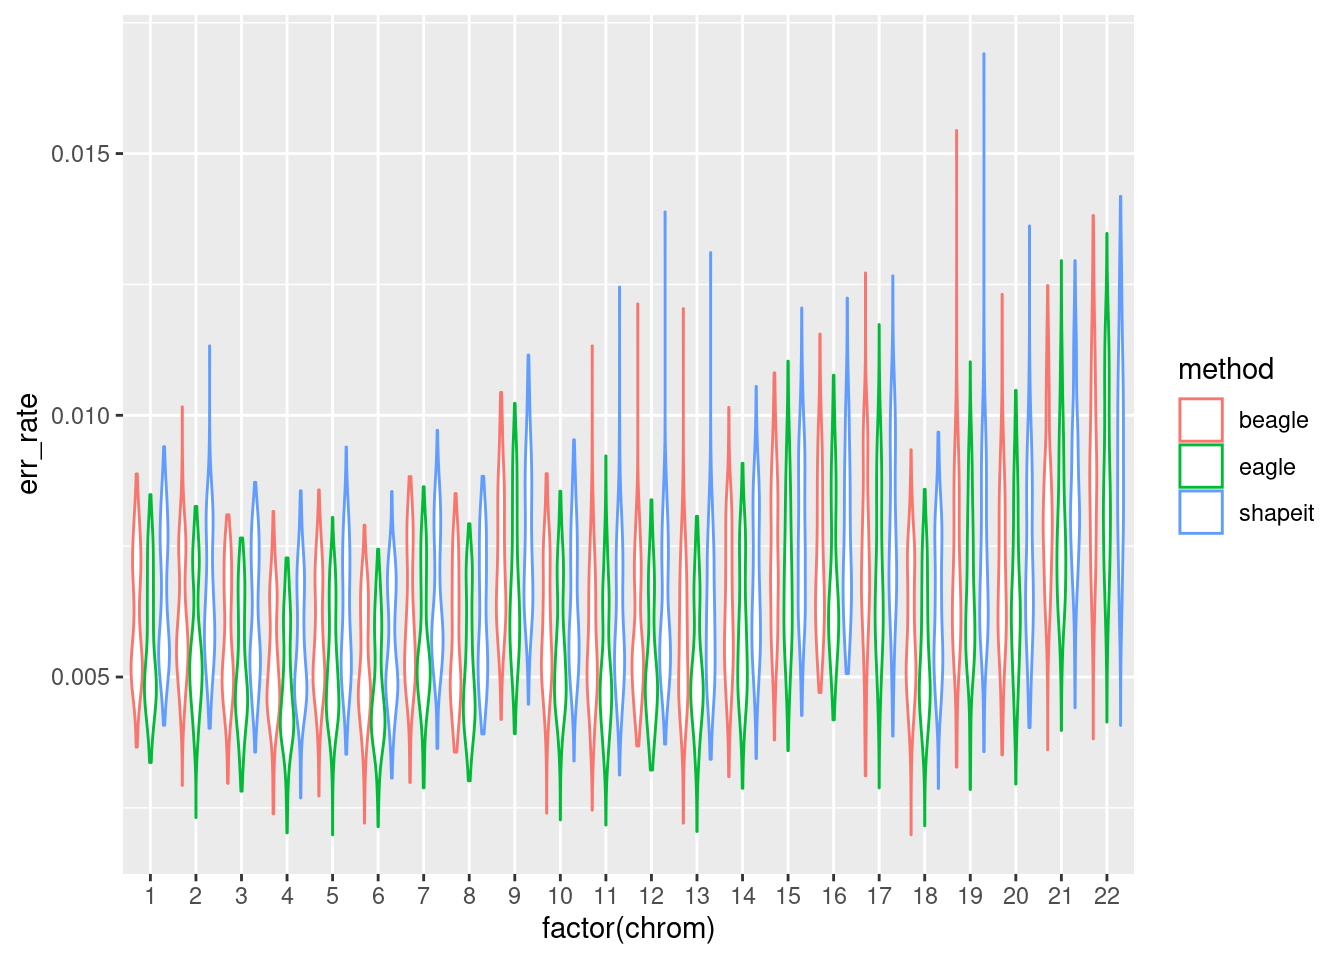 err_rate
0.015
0.010
0.005
1 2 3 4 5 6 7 8 9 10 11 12 13 14 15 16 17 18 19 20 21 22
factor(chrom)
method
beagle
eagle
shapeit